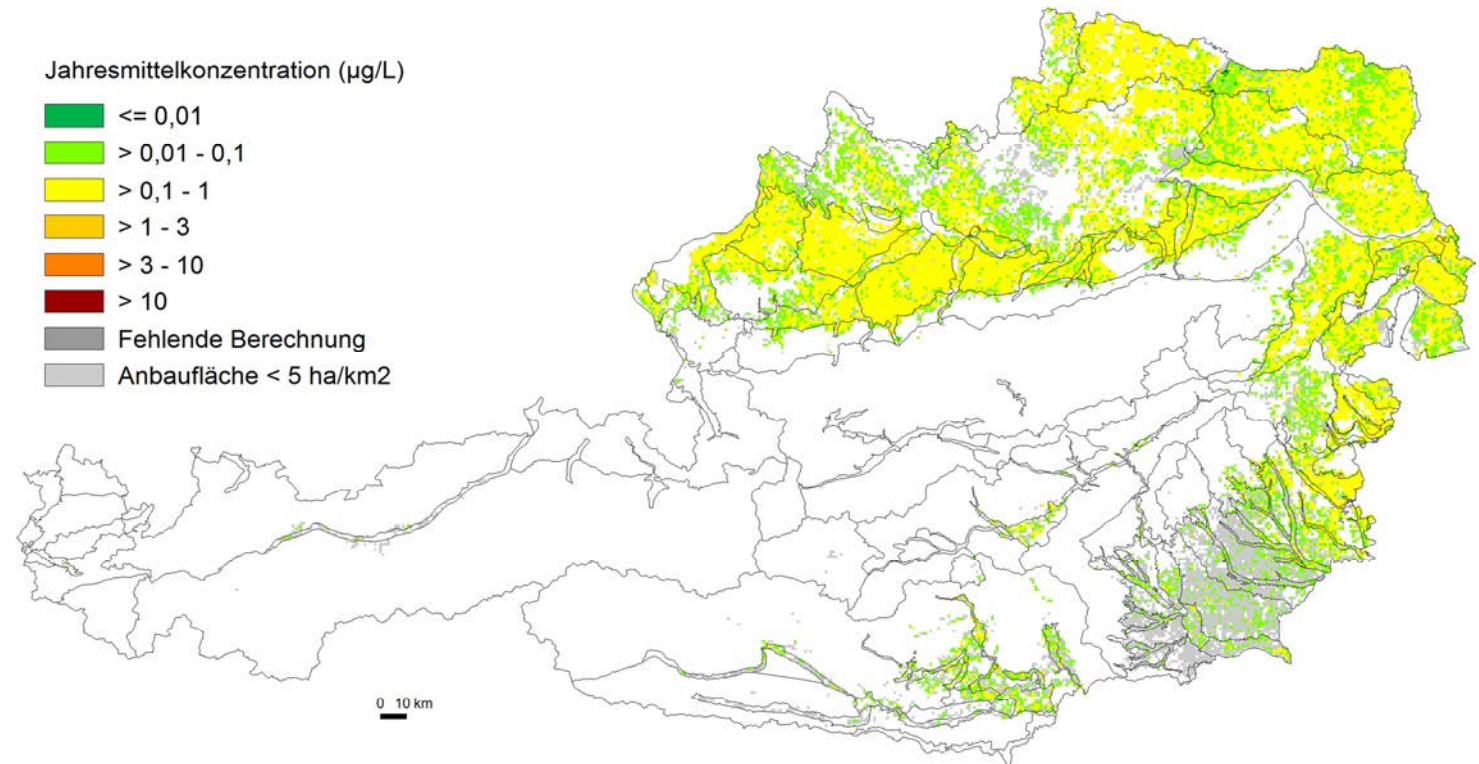 Jahresmittelkonzentration (µg/L)
<= 0,01
> 0,01 - 0,1
> 0,1 - 1
> 1 - 3
> 3 - 10
> 10
Fehlende Berechnung
Anbaufläche < 5 ha/km2
0 10 km